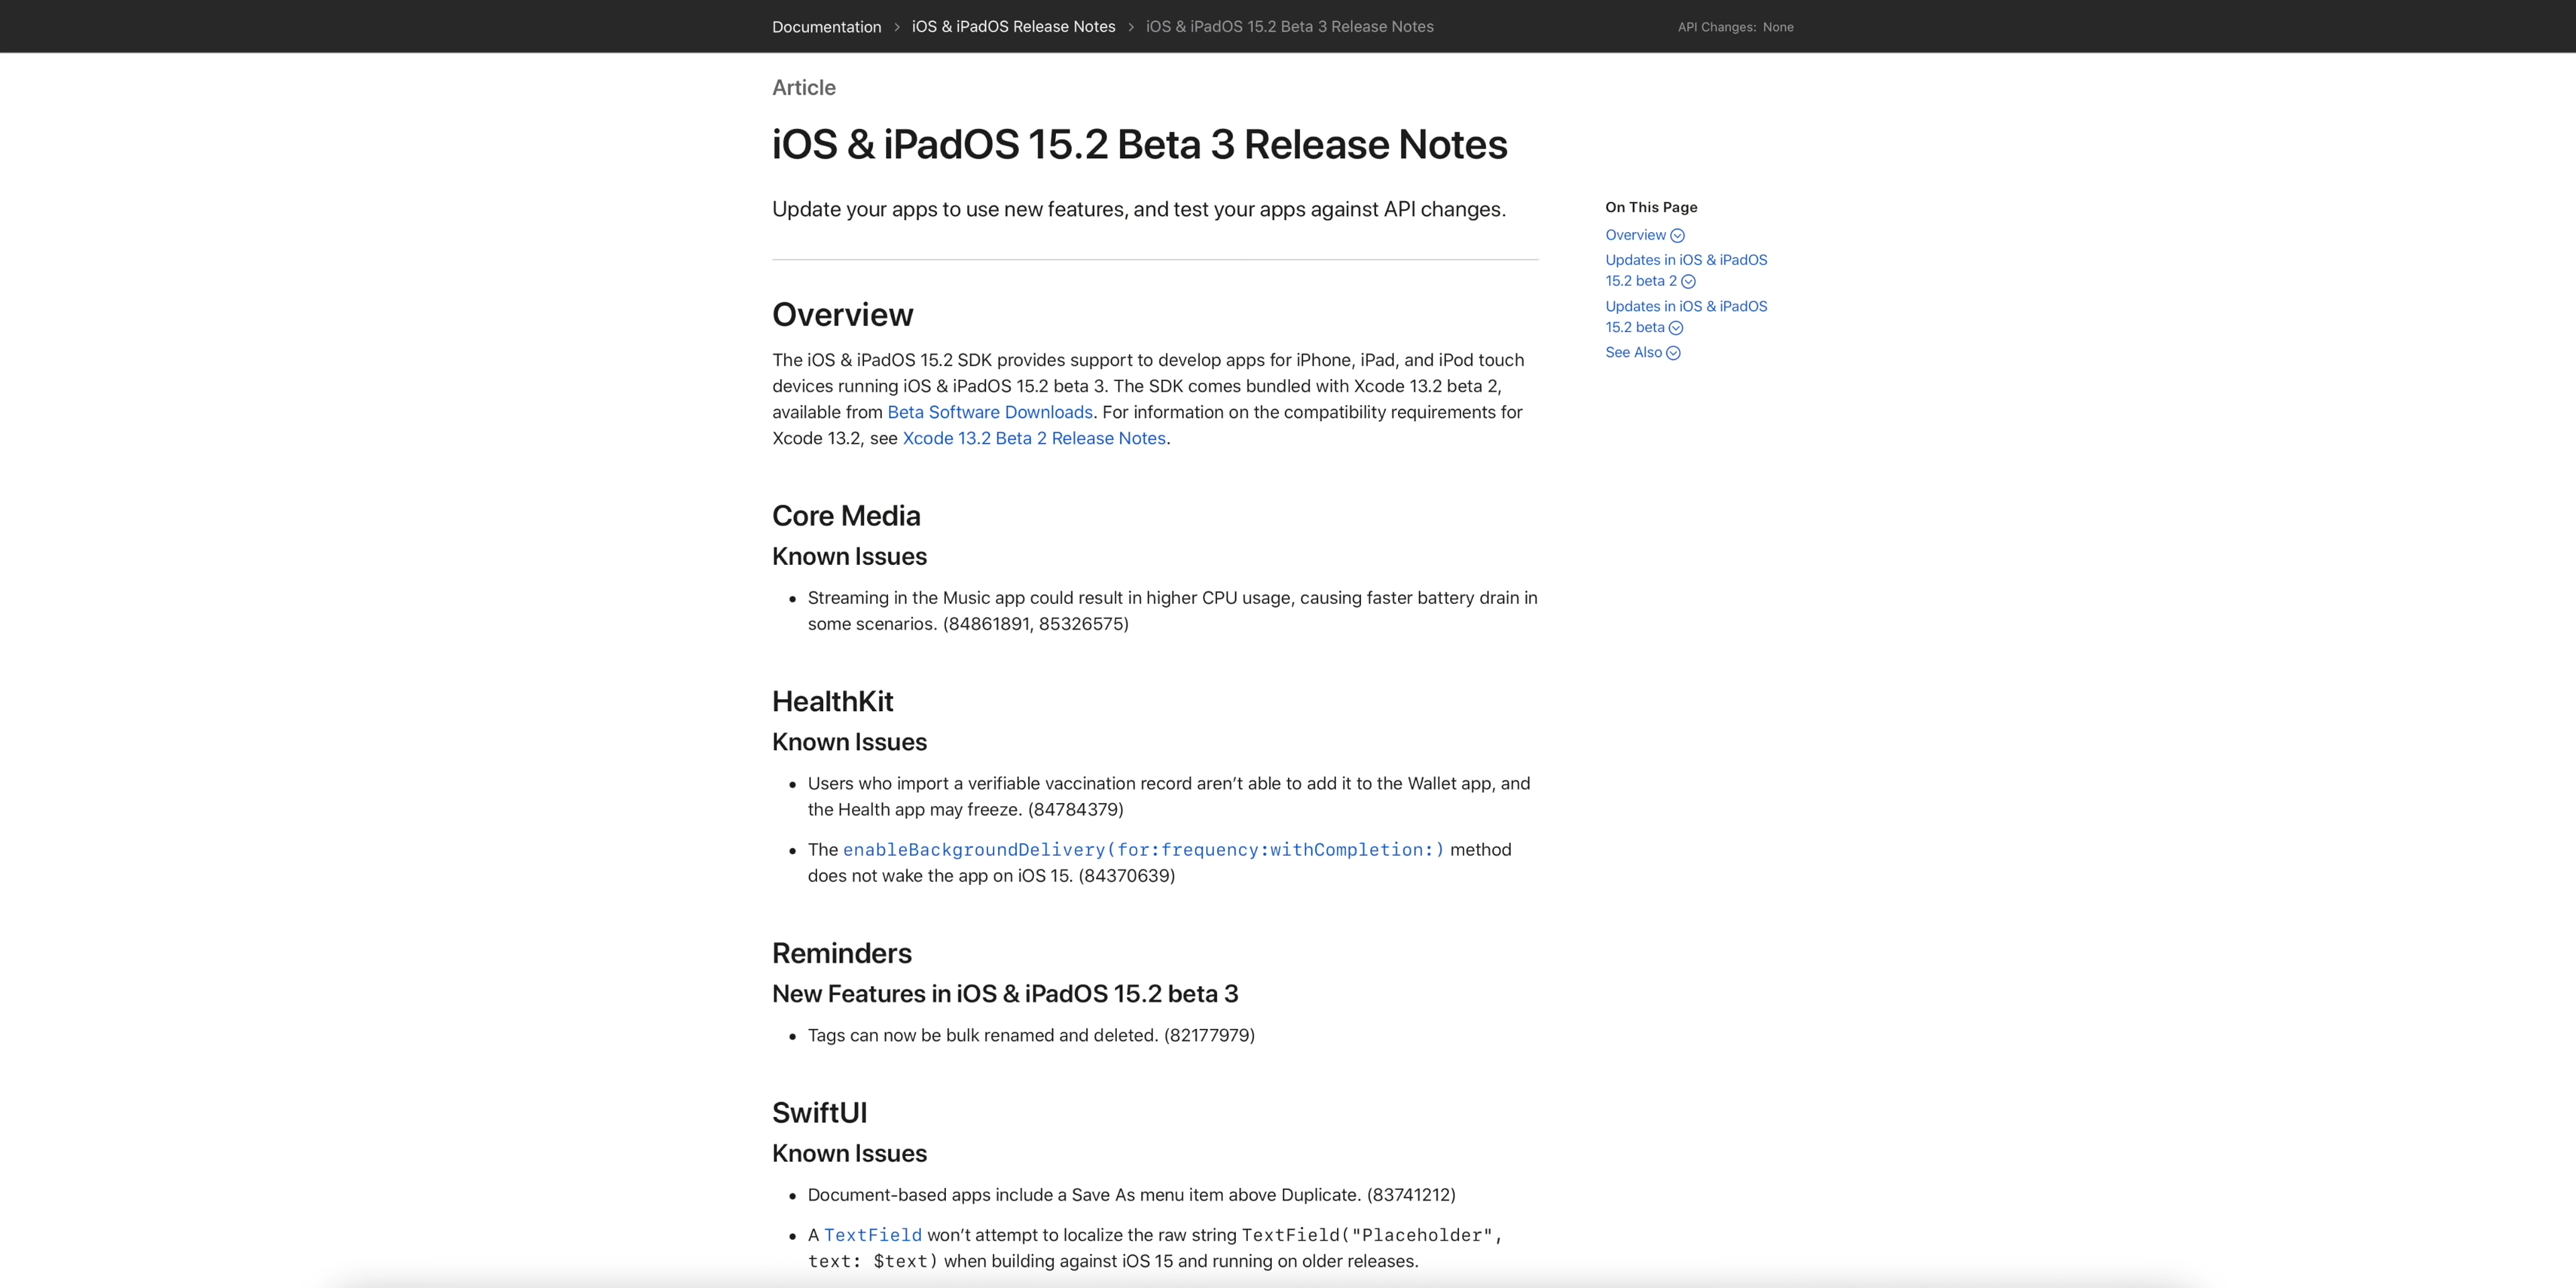 Documentation > iOS & iPadOS Release Notes > iOS & iPadOS 15.2 Beta 3 Release Notes
API Changes: None
Article
iOS & iPadOS 15.2 Beta 3 Release Notes
Update your apps to use new features, and test your apps against API changes.
On This Page
Overview
Updates in iOS & iPadOS
15.2 beta 2
Updates in iOS & iPadOS
15.2 beta
See Also
Overview
The iOS & iPadOS 15.2 SDK provides support to develop apps for iPhone, iPad, and iPod touch
devices running iOS & iPadOS 15.2 beta 3. The SDK comes bundled with Xcode 13.2 beta 2,
available from Beta Software Downloads. For information on the compatibility requirements for
Xcode 13.2, see Xcode 13.2 Beta 2 Release Notes.
Core Media
Known Issues
• Streaming in the Music app could result in higher CPU usage, causing faster battery drain in
some scenarios. (84861891, 85326575)
HealthKit
Known Issues
• Users who import a verifiable vaccination record aren’t able to add it to the Wallet app, and
the Health app may freeze. (84784379)
• The enableBackgroundDelivery(for:frequency:withCompletion:) method
does not wake the app on iOS 15. (84370639)
Reminders
New Features in iOS & iPadOS 15.2 beta 3
• Tags can now be bulk renamed and deleted. (82177979)
SwiftUI
Known Issues
• Document-based apps include a Save As menu item above Duplicate. (83741212)
• A TextField won’t attempt to localize the raw string TextField("Placeholder",
text: $text) when building against iOS 15 and running on older releases.